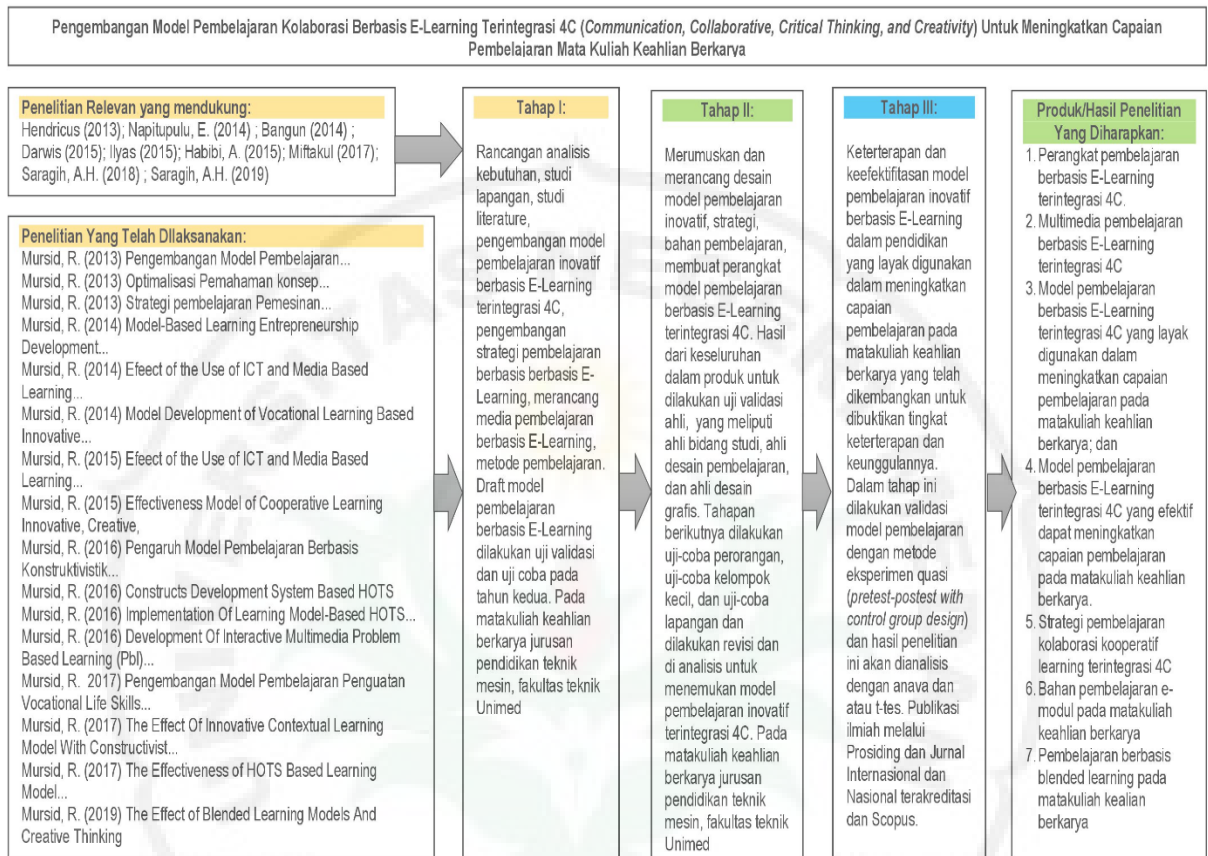 Pengembangan Model Pembelajaran Kolaborasi Berbasis E-Learning Terintegrasi 4C (Communication, Collaborative, Critical Thinking, and Creativity) Untuk Meningkatkan Capaian
Pembelajaran Mata Kuliah Keahlian Berkarya
Penelitian Relevan yang mendukung:
Hendricus (2013); Napitupulu, E. (2014) ; Bangun (2014) ;
Darwis (2015); Ilyas (2015); Habibi, A. (2015); Miftakul (2017);
Saragih, A.H. (2018) ; Saragih, A.H. (2019)
Penelitian Yang Telah DIlaksanakan:
Mursid, R. (2013) Pengembangan Model Pembelajaran...
Mursid, R. (2013) Optimalisasi Pemahaman konsep...
Mursid, R. (2013) Strategi pembelajaran Pemesinan...
Mursid, R. (2014) Model-Based Learning Entrepreneurship
Development...
Mursid, R. (2014) Efeect of the Use of ICT and Media Based
Learning...
Mursid, R. (2014) Model Development of Vocational Learning Based
Innovative...
Mursid, R. (2015) Efeect of the Use of ICT and Media Based
Learning...
Mursid, R. (2015) Effectiveness Model of Cooperative Learning
Innovative, Creative,
Mursid, R. (2016) Pengaruh Model Pembelajaran Berbasis
Konstruktivistik...
Mursid, R. (2016) Constructs Development System Based HOTS
Mursid, R. (2016) Implementation Of Learning Model-Based HOTS...
Mursid, R. (2016) Development Of Interactive Multimedia Problem
Based Learning (Pbl)...
Mursid, R. 2017) Pengembangan Model Pembelajaran Penguatan
Vocational Life Skills...
Mursid, R. (2017) The Effect Of Innovative Contextual Learning
Model With Constructivist...
Mursid, R. (2017) The Effectiveness of HOTS Based Learning
Model...
Mursid, R. (2019) The Effect of Blended Learning Models And
Creative Thinking
Tahap I:
Rancangan analisis
kebutuhan, studi
lapangan, studi
literature,
pengembangan model
pembelajaran inovatif
berbasis E-Learning
terintegrasi 4C,
pengembangan
strategi pembelajaran
berbasis berbasis E-
Learning, merancang
media pembelajaran
berbasis E-Learning,
metode pembelajaran.
Draft model
pembelajaran
berbasis E-Learning
dilakukan uji validasi
dan uji coba pada
tahun kedua. Pada
matakuliah keahlian
berkarya jurusan
pendidikan teknik
mesin, fakultas teknik
Unimed
Tahap II:
Merumuskan dan
merancang desain
model pembelajaran
inovatif, strategi,
bahan pembelajaran,
membuat perangkat
model pembelajaran
berbasis E-Learning
terintegrasi 4C. Hasil
dari keseluruhan
dalam produk untuk
dilakukan uji validasi
ahli, yang meliputi
ahli bidang studi, ahli
desain pembelajaran,
dan ahli desain
grafis. Tahapan
berikutnya dilakukan
uji-coba perorangan,
uji-coba kelompok
kecil, dan uji-coba
lapangan dan
dilakukan revisi dan
di analisis untuk
menemukan model
pembelajaran inovatif
terintegrasi 4C. Pada
matakuliah keahlian
berkarya jurusan
pendidikan teknik
mesin, fakultas teknik
Unimed
Tahap III:
Keterterapan dan
keefektifitasan model
pembelajaran inovatif
berbasis E-Learning
dalam pendidikan
yang layak digunakan
dalam meningkatkan
capaian
pembelajaran pada
matakuliah keahlian
berkarya yang telah
dikembangkan untuk
dibuktikan tingkat
keterterapan dan
keunggulannya.
Dalam tahap ini
dilakukan validasi
model pembelajaran
dengan metode
eksperimen quasi
(pretest-postest with
control group design)
dan hasil penelitian
ini akan dianalisis
dengan anava dan
atau t-tes. Publikasi
ilmiah melalui
Prosiding dan Jurnal
Internasional dan
Nasional terakreditasi
dan Scopus.
Produk/Hasil Penelitian
Yang Diharapkan:
1. Perangkat pembelajaran
berbasis E-Learning
terintegrasi 4C.
2. Multimedia pembelajaran
berbasis E-Learning
terintegrasi 4C
3. Model pembelajaran
berbasis E-Learning
terintegrasi 4C yang layak
digunakan dalam
meningkatkan capaian
pembelajaran pada
matakuliah keahlian
berkarya; dan
4. Model pembelajaran
berbasis E-Learning
terintegrasi 4C yang efektif
dapat meningkatkan
capaian pembelajaran
pada matakuliah keahlian
berkarya.
5. Strategi pembelajaran
kolaborasi kooperatif
learning terintegrasi 4C
6. Bahan pembelajaran e-
modul pada matakuliah
keahlian berkarya
7. Pembelajaran berbasis
blended learning pada
matakuliah kealian
berkarya